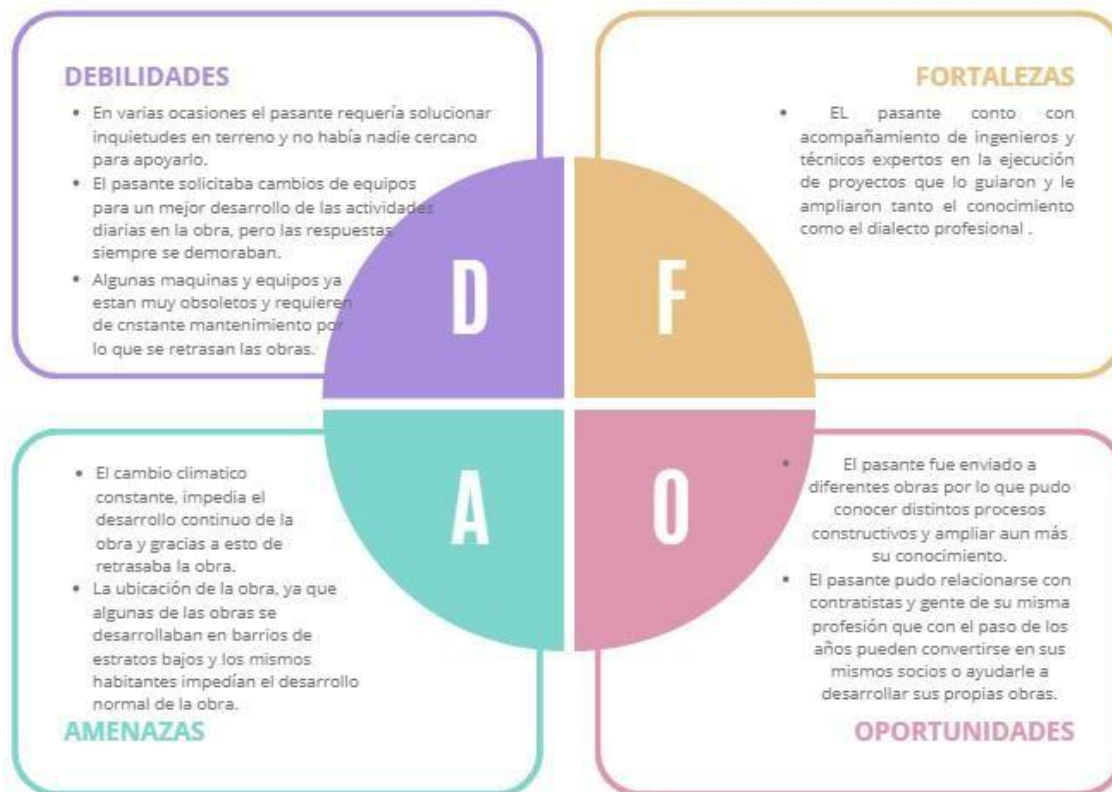 DEBILIDADES
• En varias ocasiones el pasante requería solucionar
inquietudes en terreno y no había nadie cercano
para apoyarlo.
• El pasante solicitaba cambios de equipos
para un mejor desarrollo de las actividades
diarias en la obra, pero las respuestas
siempre se demoraban.
• Algunas maquinas y equipos ya
estan muy obsoletos y requieren
de cnstante mantenimiento por
lo que se retrasan las obras.
FORTALEZAS
• EL pasante conto con
acompañamiento de ingenieros y
técnicos expertos en la ejecución
de proyectos que lo guiaron y le
ampliaron tanto el conocimiento
como el dialecto profesional .
D
F
A
O
• El cambio climatico
constante, impedia el
desarrollo continuo de la
obra y gracias a esto de
retrasaba la obra.
• La ubicación de la obra, ya que
algunas de las obras se
desarrollaban en barrios de
estratos bajos y los mismos
habitantes impedían el desarrollo
normal de la obra.
AMENAZAS
• El pasante fue enviado a
diferentes obras por lo que pudo
conocer distintos procesos
constructivos y ampliar aun más
su conocimiento.
• El pasante pudo relacionarse con
contratistas y gente de su misma
profesión que con el paso de los
años pueden convertirse en sus
mismos socios o ayudarle a
desarrollar sus propias obras.
OPORTUNIDADES